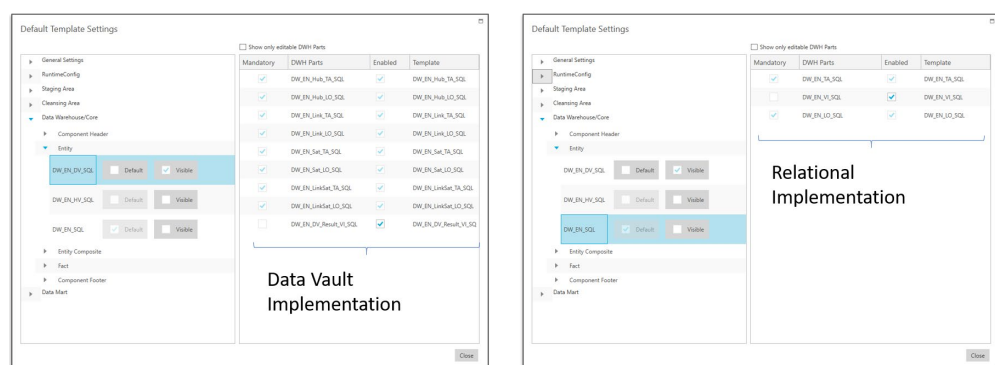 Default Template Settings
Show only editable DWH Parts
General Settings
RuntimeConfig
Staging Area
Cleansing Area
Data Warehouse/Core
Component Header
Entity
DW_EN_DV_SQL Default Visible
DW_EN_HV_SQL Default Visible
DW_EN_SQL Default Visible
Entity Composite
Fact
Component Footer
Data Mart
Mandatory DWH Parts Enabled Template
DW_EN_Hub_TA_SQL DW_EN_Hub_TA_SQL
DW_EN_Hub_LO_SQL DW_EN_Hub_LO_SQL
DW_EN_Link_TA_SQL DW_EN_Link_TA_SQL
DW_EN_Link_LO_SQL DW_EN_Link_LO_SQL
DW_EN_Sat_TA_SQL DW_EN_Sat_TA_SQL
DW_EN_Sat_LO_SQL DW_EN_Sat_LO_SQL
DW_EN_LinkSat_TA_SQL DW_EN_LinkSat_TA_SQL
DW_EN_LinkSat_LO_SQL DW_EN_LinkSat_LO_SQL
DW_EN_DV_Result_VI_SQL DW_EN_DV_Result_VI_SQ
Data Vault
Implementation
Close
Default Template Settings
Show only editable DWH Parts
General Settings
RuntimeConfig
Staging Area
Cleansing Area
Data Warehouse/Core
Component Header
Entity
DW_EN_DV_SQL Default Visible
DW_EN_HV_SQL Default Visible
DW_EN_SQL Default Visible
Entity Composite
Fact
Component Footer
Data Mart
Mandatory DWH Parts Enabled Template
DW_EN_TA_SQL DW_EN_TA_SQL
DW_EN_VI_SQL DW_EN_VI_SQL
DW_EN_LO_SQL DW_EN_LO_SQL
Relational
Implementation
Close